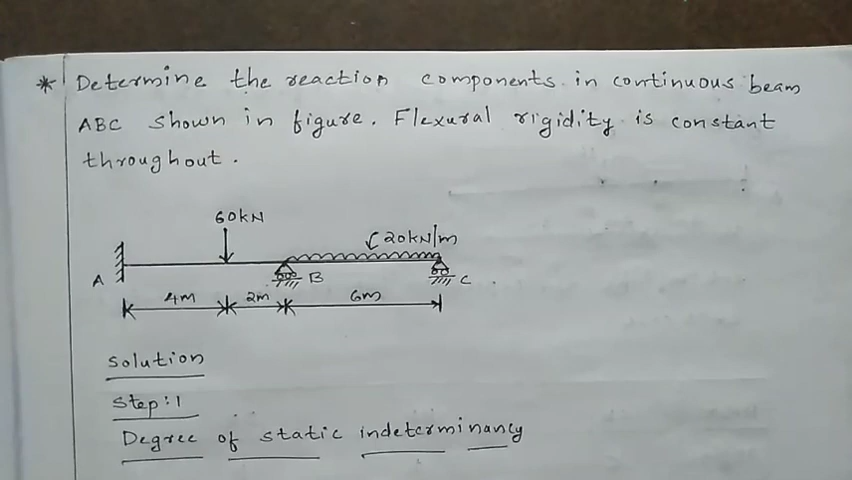 * Determine the reaction components in continuous beam
ABC shown in figure. Flexural rigidity is constant
throughout.
60kN
20kN/m
A
B
C
4m
2m
6m
Solution
Step:1
Degree of static indeterminancy